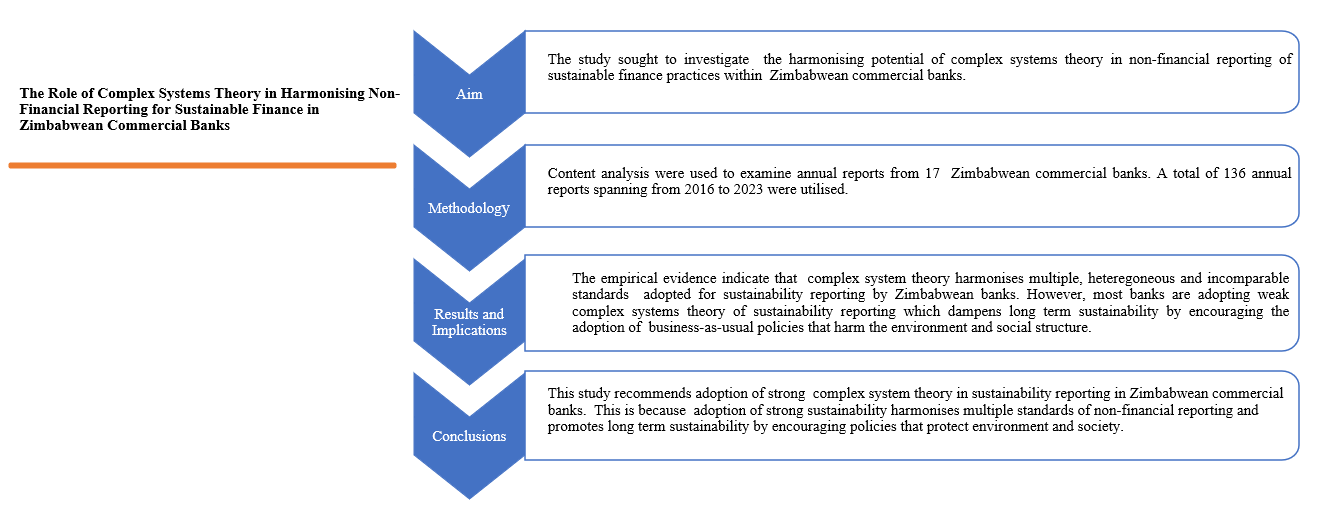 The Role of Complex Systems Theory in Harmonising Non-
Financial Reporting for Sustainable Finance in
Zimbabwean Commercial Banks
Aim
The study sought to investigate the harmonising potential of complex systems theory in non-financial reporting of
sustainable finance practices within Zimbabwean commercial banks.
Methodology
Content analysis were used to examine annual reports from 17 Zimbabwean commercial banks. A total of 136 annual
reports spanning from 2016 to 2023 were utilised.
Results and
Implications
The empirical evidence indicate that complex system theory harmonises multiple, heteregoneous and incomparable
standards adopted for sustainability reporting by Zimbabwean banks. However, most banks are adopting weak
complex systems theory of sustainability reporting which dampens long term sustainability by encouraging the
adoption of business-as-usual policies that harm the environment and social structure.
Conclusions
This study recommends adoption of strong complex system theory in sustainability reporting in Zimbabwean commercial
banks. This is because adoption of strong sustainability harmonises multiple standards of non-financial reporting and
promotes long term sustainability by encouraging policies that protect environment and society.